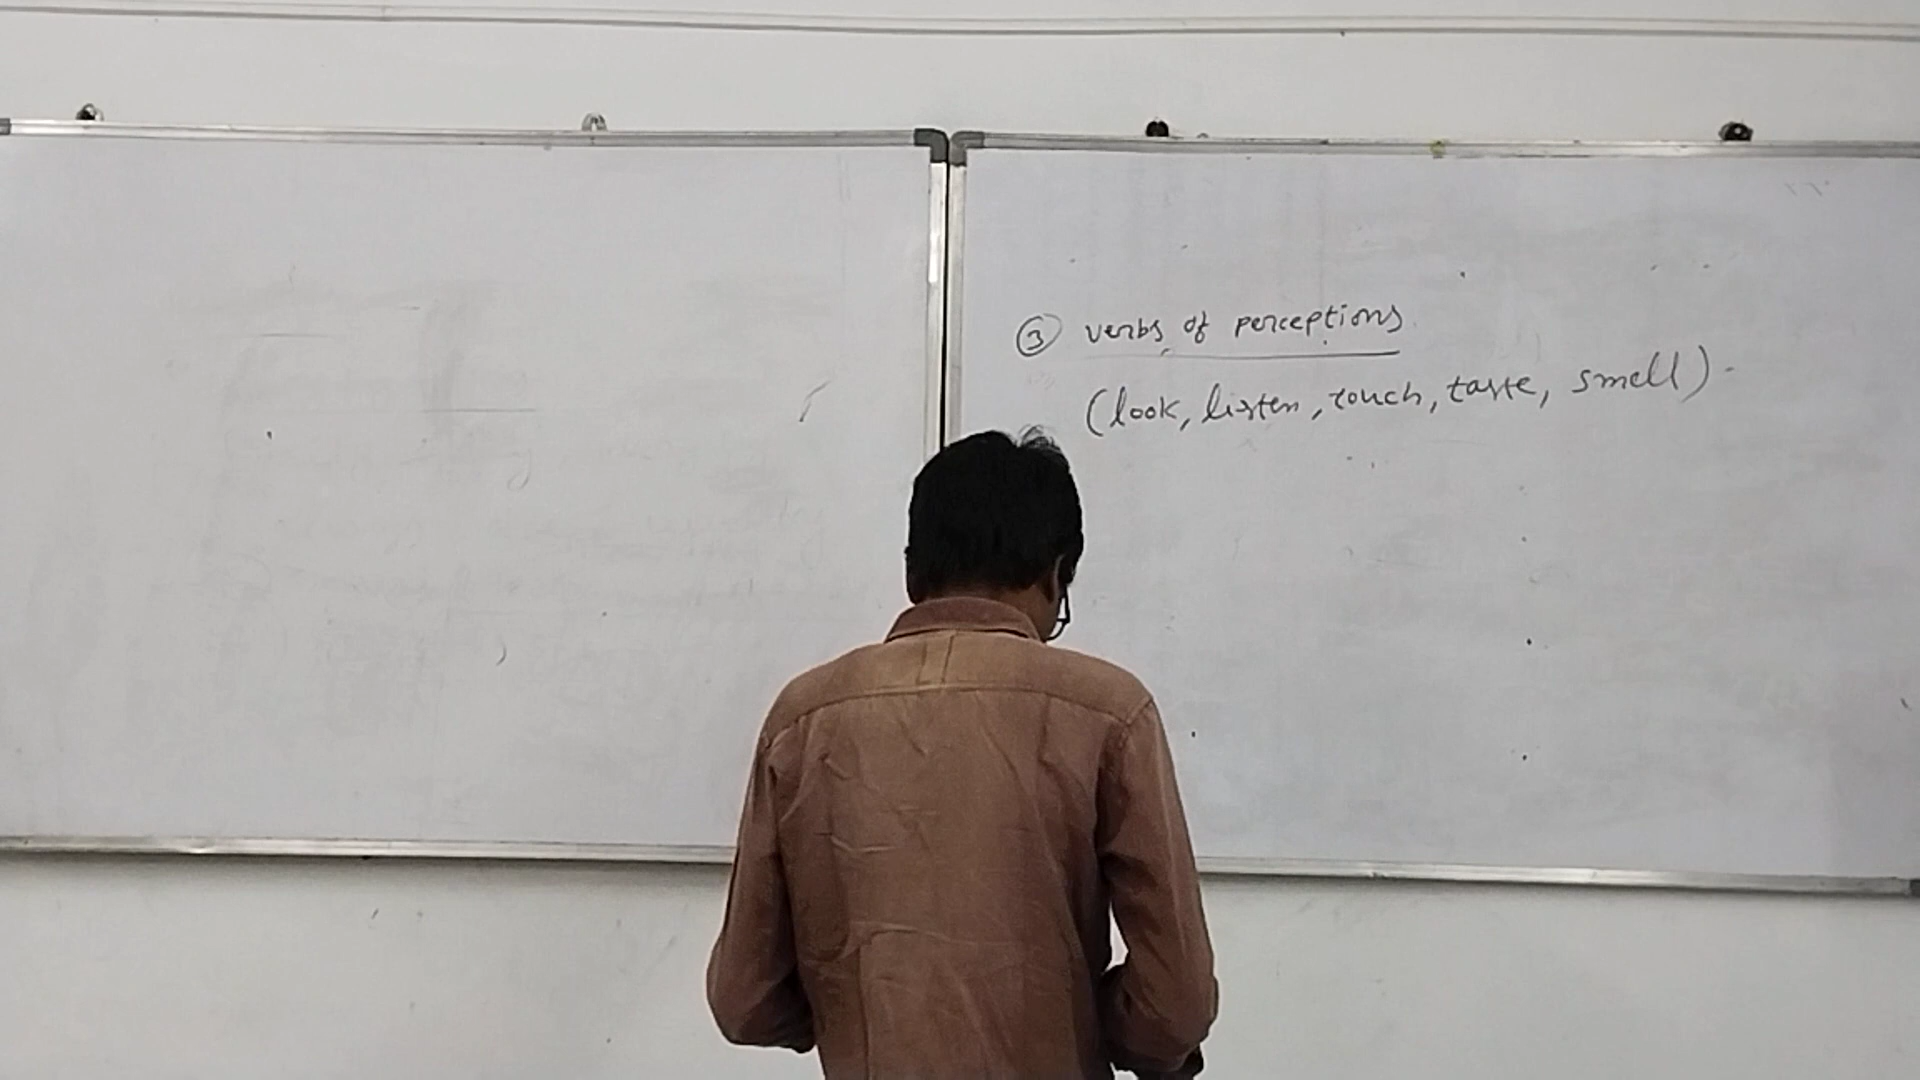 ③ verbs of perceptions
(look, listen, touch, taste, smell).